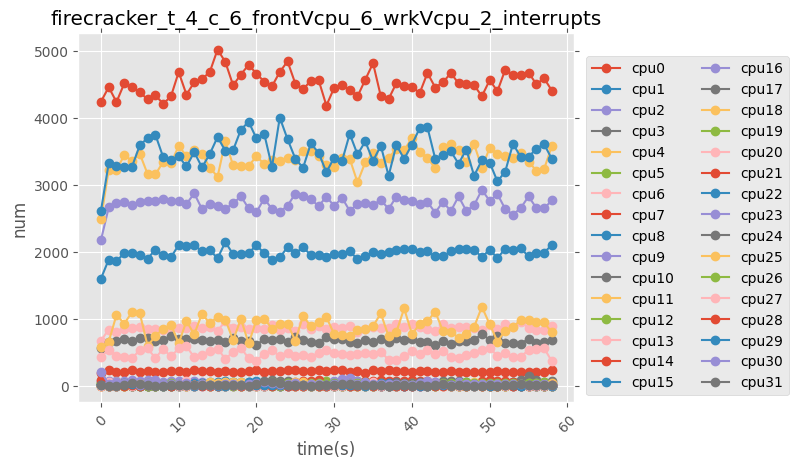 firecracker_t_4_c_6_frontVcpu_6_wrkVcpu_2_interrupts
num
5000
4000
3000
2000
1000
0
0
10
20
30
40
50
60
time(s)
cpu0
cpu1
cpu2
cpu3
cpu4
cpu5
cpu6
cpu7
cpu8
cpu9
cpu10
cpu11
cpu12
cpu13
cpu14
cpu15
cpu16
cpu17
cpu18
cpu19
cpu20
cpu21
cpu22
cpu23
cpu24
cpu25
cpu26
cpu27
cpu28
cpu29
cpu30
cpu31